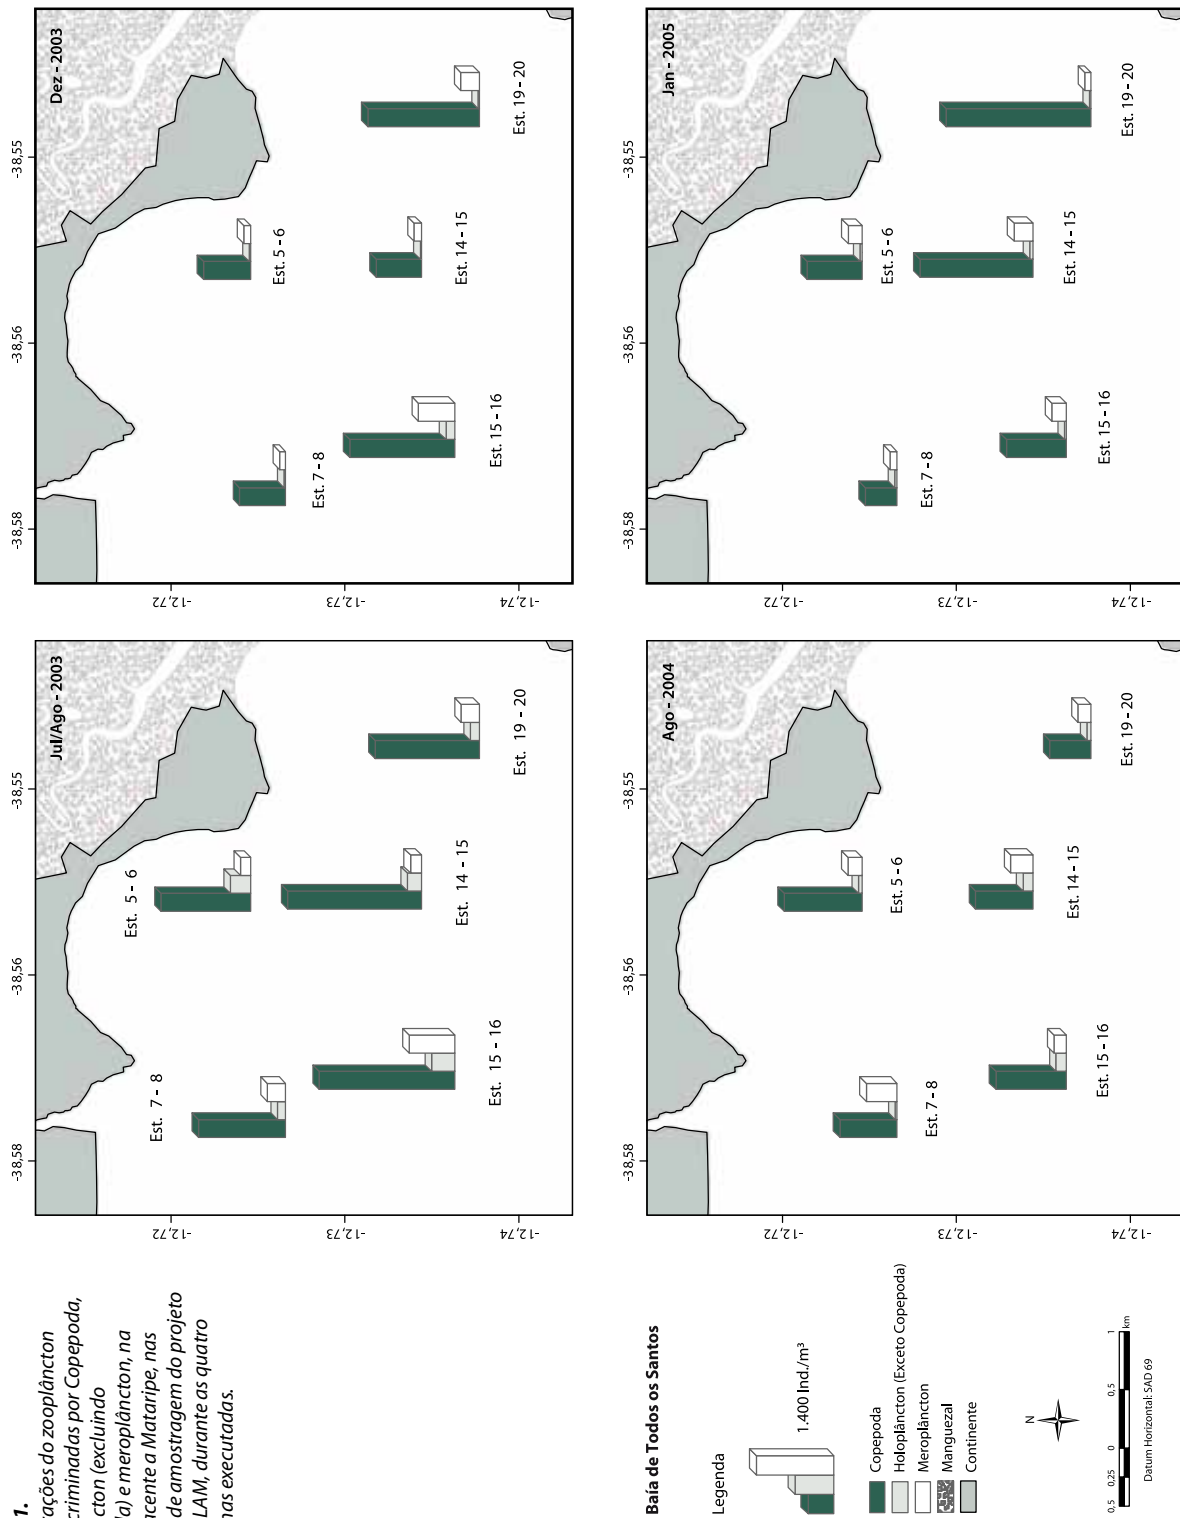 1.
ações do zooplâncton
criminadas por Copepoda,
cton (excluindo
a) e meroplâncton, na
acente a Mataripe, nas
de amostragem do projeto
LAM, durante as quatro
nas executadas.
Baía de Todos os Santos
Legenda
1.400 Ind./m³
Copepoda
Holoplâncton (Exceto Copepoda)
Meroplâncton
Manguezal
Continente
N
0,5 0,25 0 0,5 1
km
Datum Horizontal: SAD 69
Jul/Ago - 2003
-38,58 -38,56 -38,55
-12,72
-12,73
-12,74
Est. 7 - 8
Est. 5 - 6
Est. 15 - 16
Est. 14 - 15
Est. 19 - 20
Dez - 2003
-38,58 -38,56 -38,55
-12,72
-12,73
-12,74
Est. 7 - 8
Est. 5 - 6
Est. 15 - 16
Est. 14 - 15
Est. 19 - 20
Ago - 2004
-12,72
-12,73
-12,74
Est. 7 - 8
Est. 5 - 6
Est. 15 - 16
Est. 14 - 15
Est. 19 - 20
-38,58 -38,56 -38,55
Jan - 2005
-38,58 -38,56 -38,55
-12,72
-12,73
-12,74
Est. 7 - 8
Est. 5 - 6
Est. 15 - 16
Est. 14 - 15
Est. 19 - 20